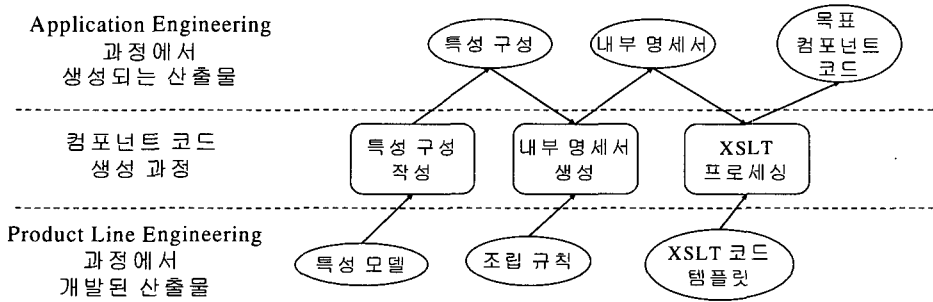 Application Engineering
과정에서
생성되는 산출물
특성 구성
내부 명세서
목표
컴포넌트
코드
컴포넌트 코드
생성 과정
특성 구성
작성
내부 명세서
생성
XSLT
프로세싱
Product Line Engineering
과정에서
개발된 산출물
특성 모델
조립 규칙
XSLT 코드
템플릿